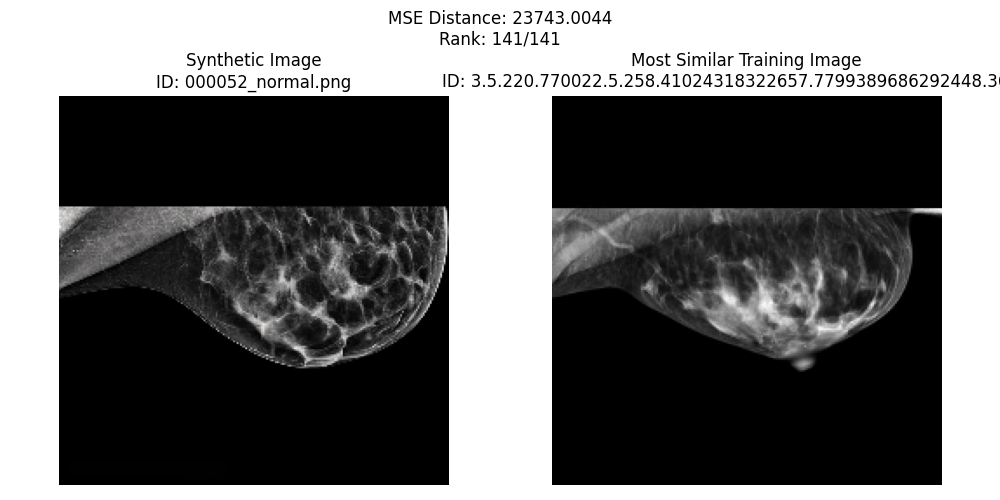 MSE Distance: 23743.0044
Rank: 141/141
Synthetic Image
ID: 000052_normal.png
Most Similar Training Image
ID: 3.5.220.770022.5.258.41024318322657.7799389686292448.3